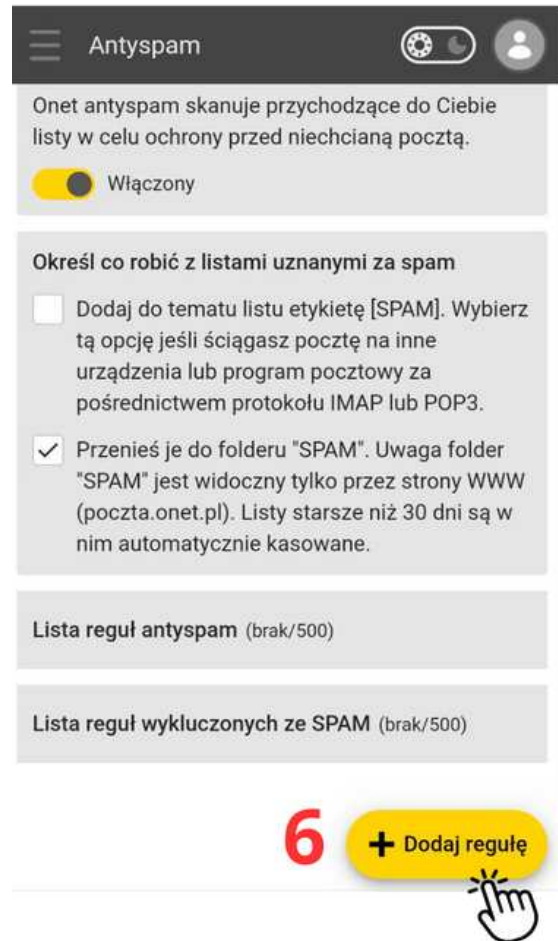 Antyspam
Onet antyspam skanuje przychodzące do Ciebie
listy w celu ochrony przed niechcianą pocztą.
Włączony
Określ co robić z listami uznanymi za spam
Dodaj do tematu listu etykietę [SPAM]. Wybierz
tą opcję jeśli ściągasz pocztę na inne
urządzenia lub program pocztowy za
pośrednictwem protokołu IMAP lub POP3.
Przenieś je do folderu "SPAM". Uwaga folder
"SPAM" jest widoczny tylko przez strony WWW
(poczta.onet.pl). Listy starsze niż 30 dni są w
nim automatycznie kasowane.
Lista reguł antyspam (brak/500)
Lista reguł wykluczonych ze SPAM (brak/500)
6 + Dodaj regułę